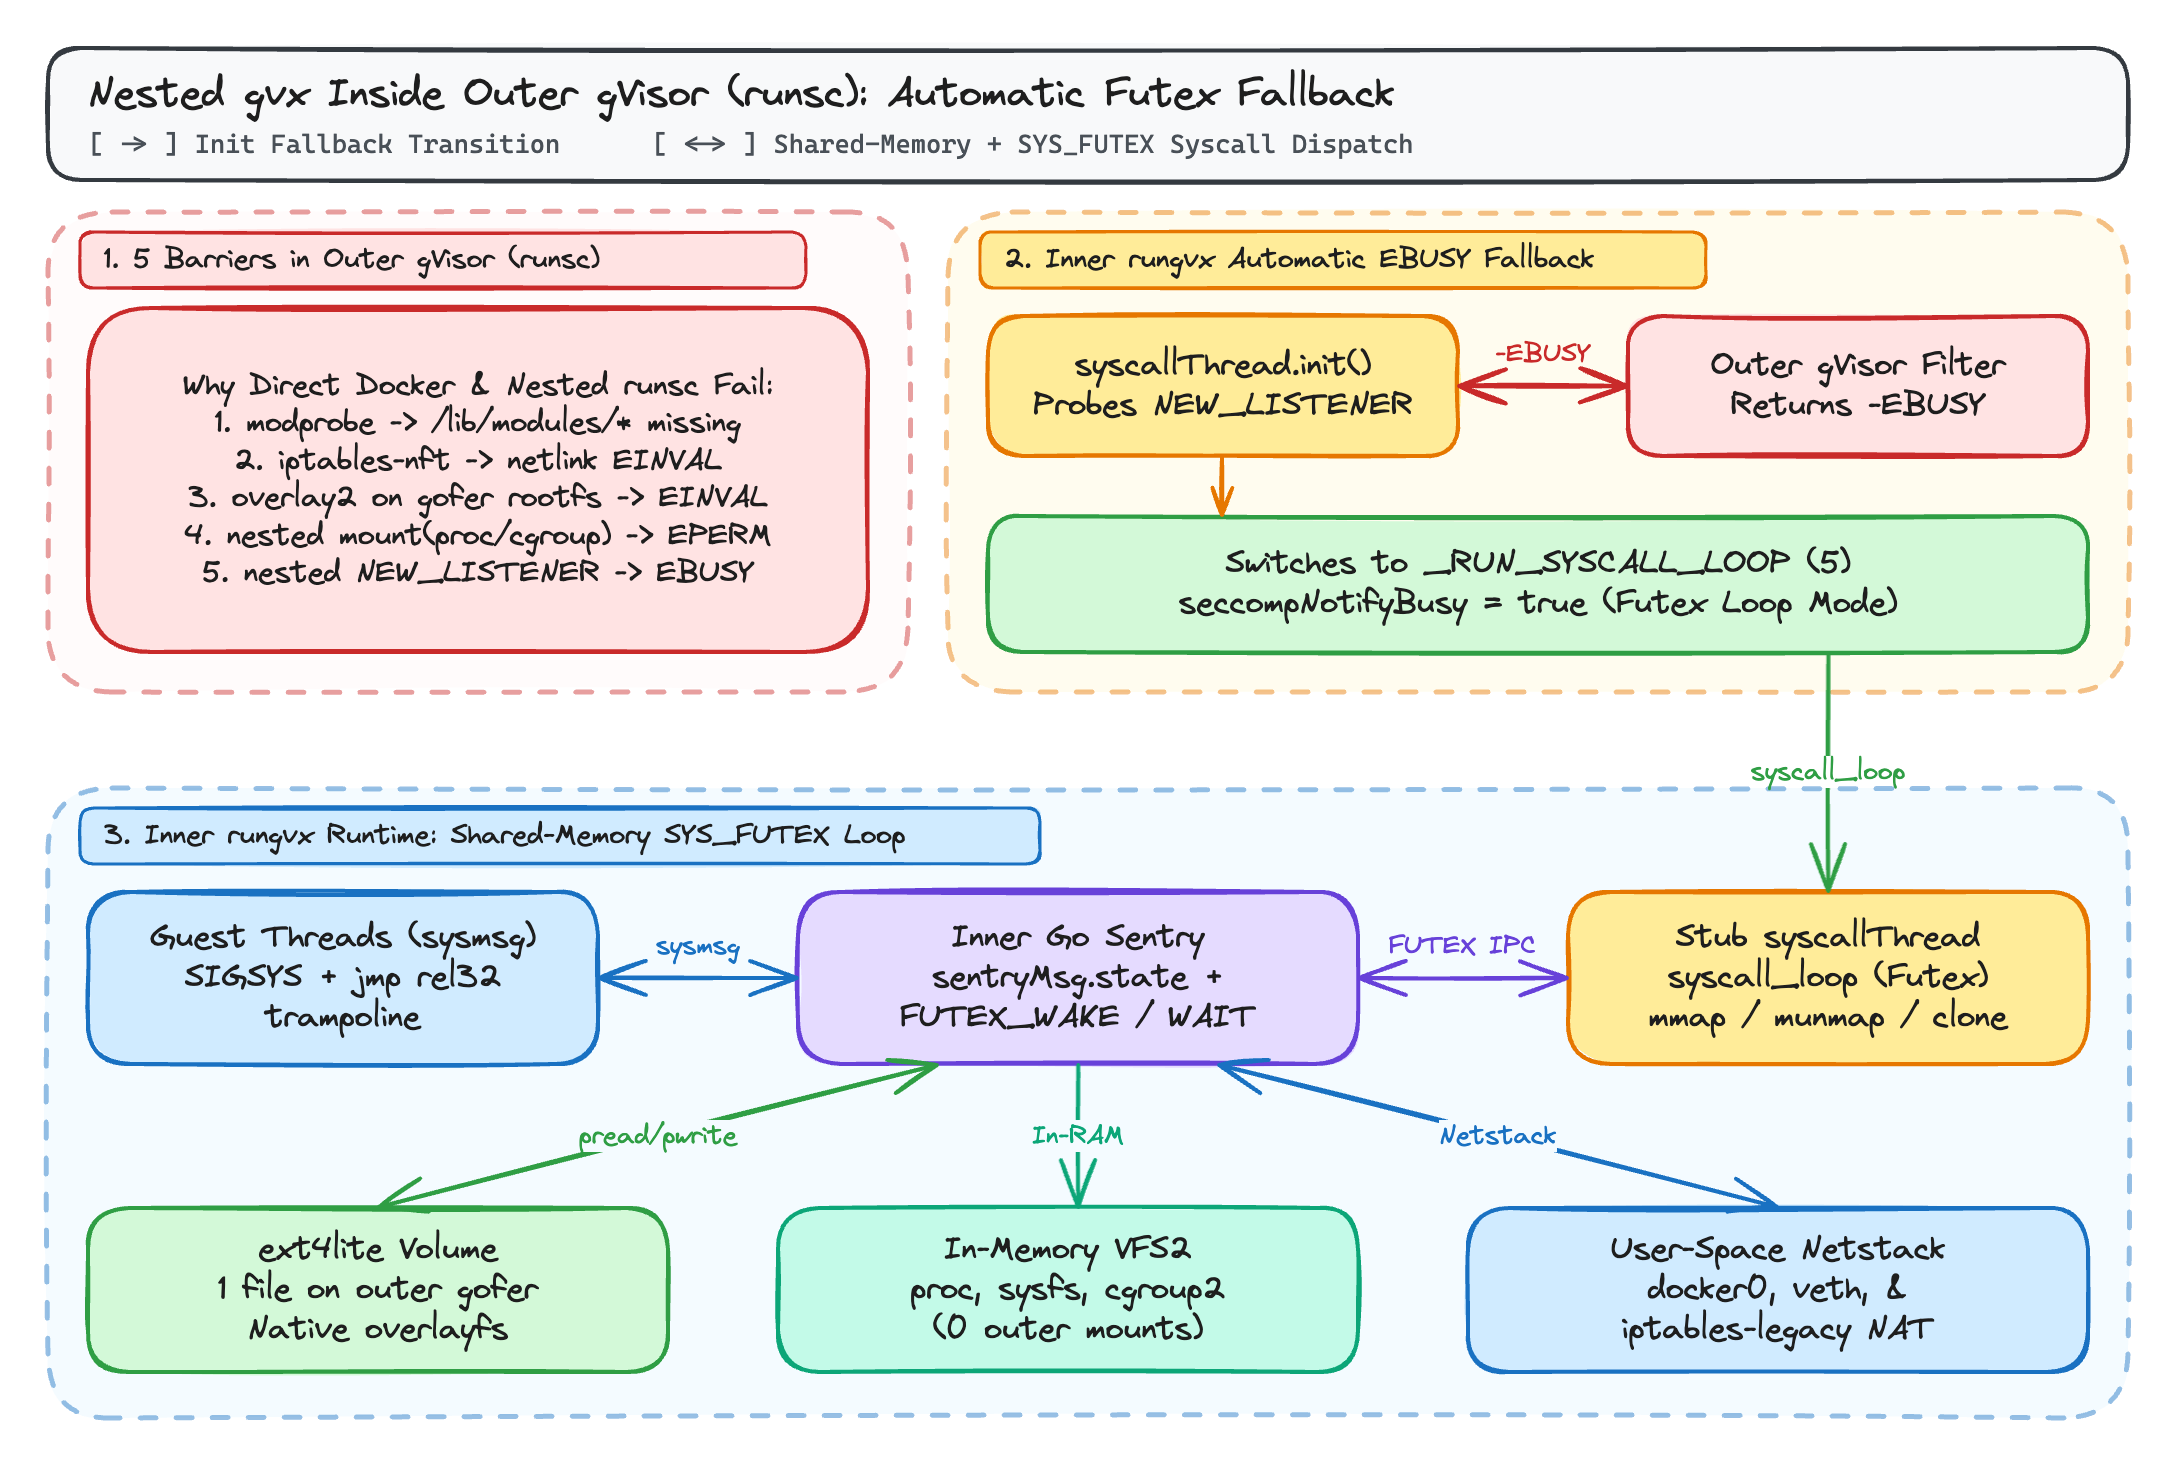 Nested gvx Inside Outer gVisor (runsc): Automatic Futex Fallback
[ → ] Init Fallback Transition [ <-> ] Shared-Memory + SYS_FUTEX Syscall Dispatch
1. 5 Barriers in Outer gVisor (runsc)
Why Direct Docker & Nested runsc Fail:
1. modprobe -> /lib/modules/* missing
2. iptables-nft -> netlink EINVAL
3. overlay2 on gofer rootfs -> EINVAL
4. nested mount(proc/cgroup) -> EPERM
5. nested NEW_LISTENER -> EBUSY
2. Inner rungvx Automatic EBUSY Fallback
syscallThread.init()
Probes NEW_LISTENER
-EBUSY
Outer gVisor Filter
Returns -EBUSY
Switches to _RUN_SYSCALL_LOOP (5)
seccompNotifyBusy = true (Futex Loop Mode)
syscall_loop
3. Inner rungvx Runtime: Shared-Memory SYS_FUTEX Loop
Guest Threads (sysmsg)
SIGSYS + jmp rel32
trampoline
sysmsg
Inner Go Sentry
sentryMsg.state +
FUTEX_WAKE / WAIT
FUTEX IPC
Stub syscallThread
syscall_loop (Futex)
mmap / munmap / clone
pread/pwrite
In-RAM
Netstack
ext4lite Volume
1 file on outer gofer
Native overlayfs
In-Memory VFS2
proc, sysfs, cgroup2
(0 outer mounts)
User-Space Netstack
docker0, veth, &
iptables-legacy NAT